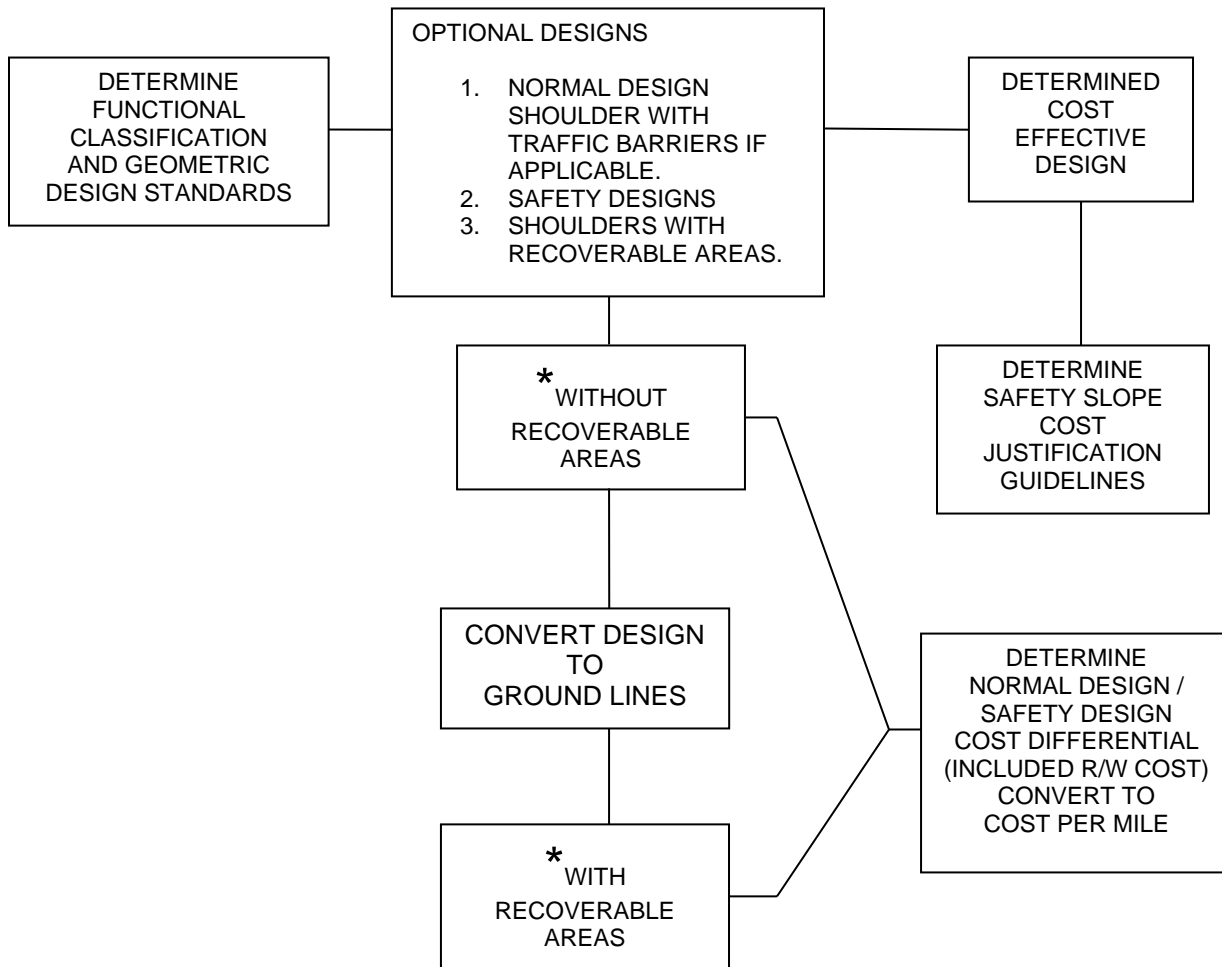 DETERMINE
FUNCTIONAL
CLASSIFICATION
AND GEOMETRIC
DESIGN STANDARDS
OPTIONAL DESIGNS
1. NORMAL DESIGN
SHOULDER WITH
TRAFFIC BARRIERS IF
APPLICABLE.
2. SAFETY DESIGNS
3. SHOULDERS WITH
RECOVERABLE AREAS.
DETERMINED
COST
EFFECTIVE
DESIGN
*WITHOUT
RECOVERABLE
AREAS
DETERMINE
SAFETY SLOPE
COST
JUSTIFICATION
GUIDELINES
CONVERT DESIGN
TO
GROUND LINES
DETERMINE
NORMAL DESIGN /
SAFETY DESIGN
COST DIFFERENTIAL
(INCLUDED R/W COST)
CONVERT TO
COST PER MILE
*WITH
RECOVERABLE
AREAS